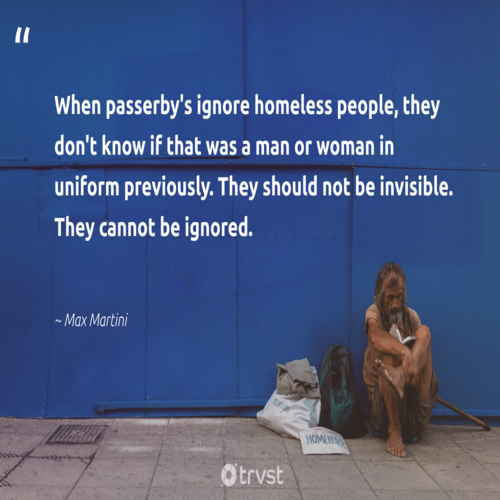 “
When passerby's ignore homeless people, they
don't know if that was a man or woman in
uniform previously. They should not be invisible.
They cannot be ignored.
~ Max Martini
HOMELESS
trvst